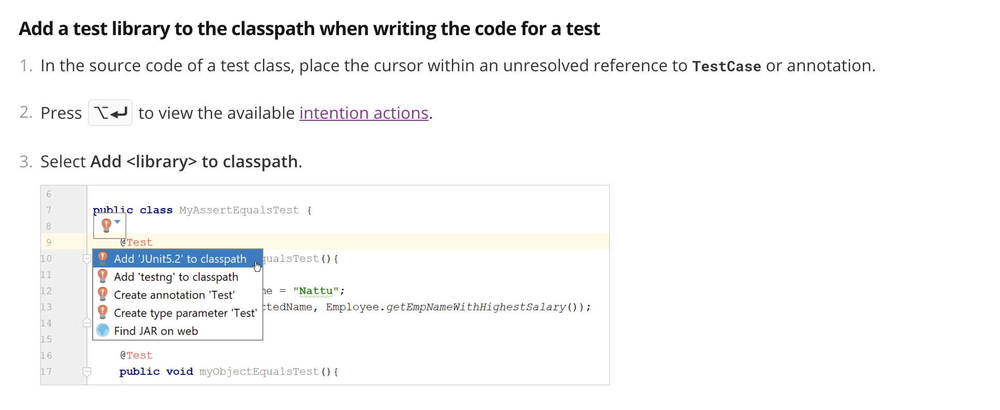 Add a test library to the classpath when writing the code for a test
1. In the source code of a test class, place the cursor within an unresolved reference to TestCase or annotation.
2. Press ⌥↵ to view the available intention actions.
3. Select Add <library> to classpath.
6
7 public class MyAssertEqualsTest {
8
9 @Test
10 Add 'JUnit5.2' to classpath qualsTest(){
11 Add 'testng' to classpath
12 Create annotation 'Test' me = "Nattu";
13 Create type parameter 'Test' ctedName, Employee.getEmpNameWithHighestSalary());
14 Find JAR on web
15
16 @Test
17 public void myObjectEqualsTest(){